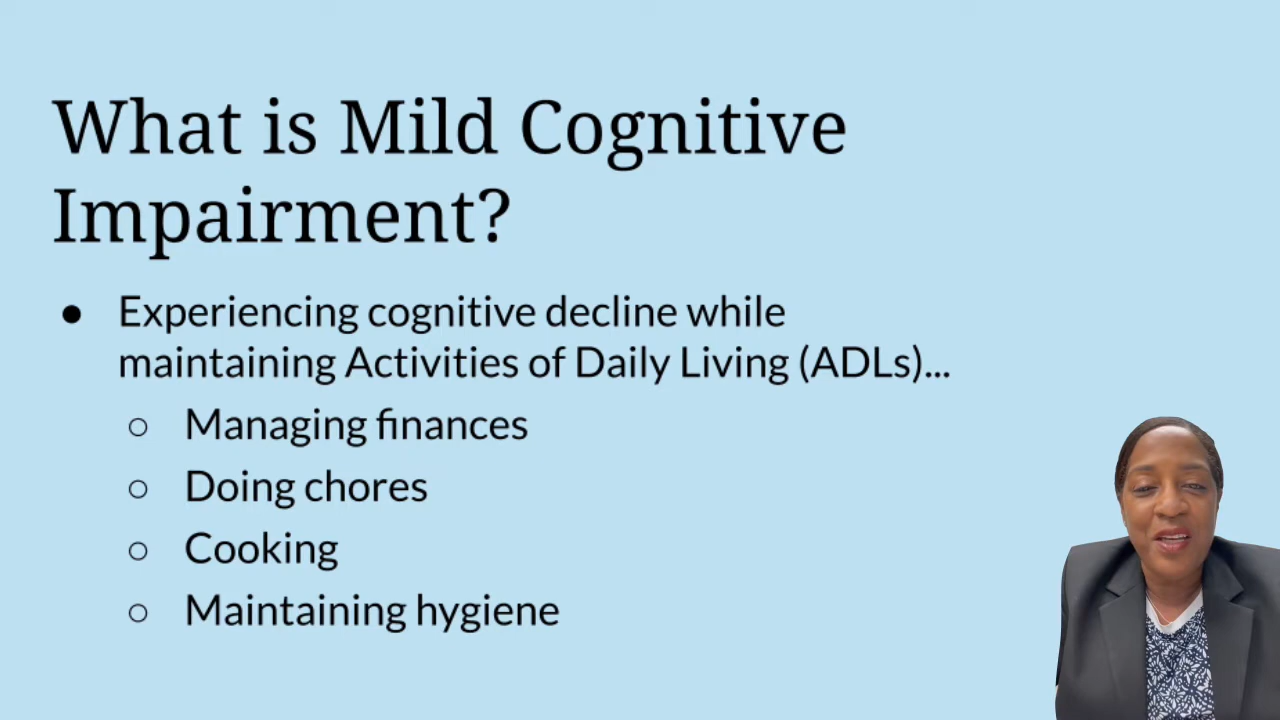 What is Mild Cognitive
Impairment?
● Experiencing cognitive decline while
maintaining Activities of Daily Living (ADLs)...
○ Managing finances
○ Doing chores
○ Cooking
○ Maintaining hygiene